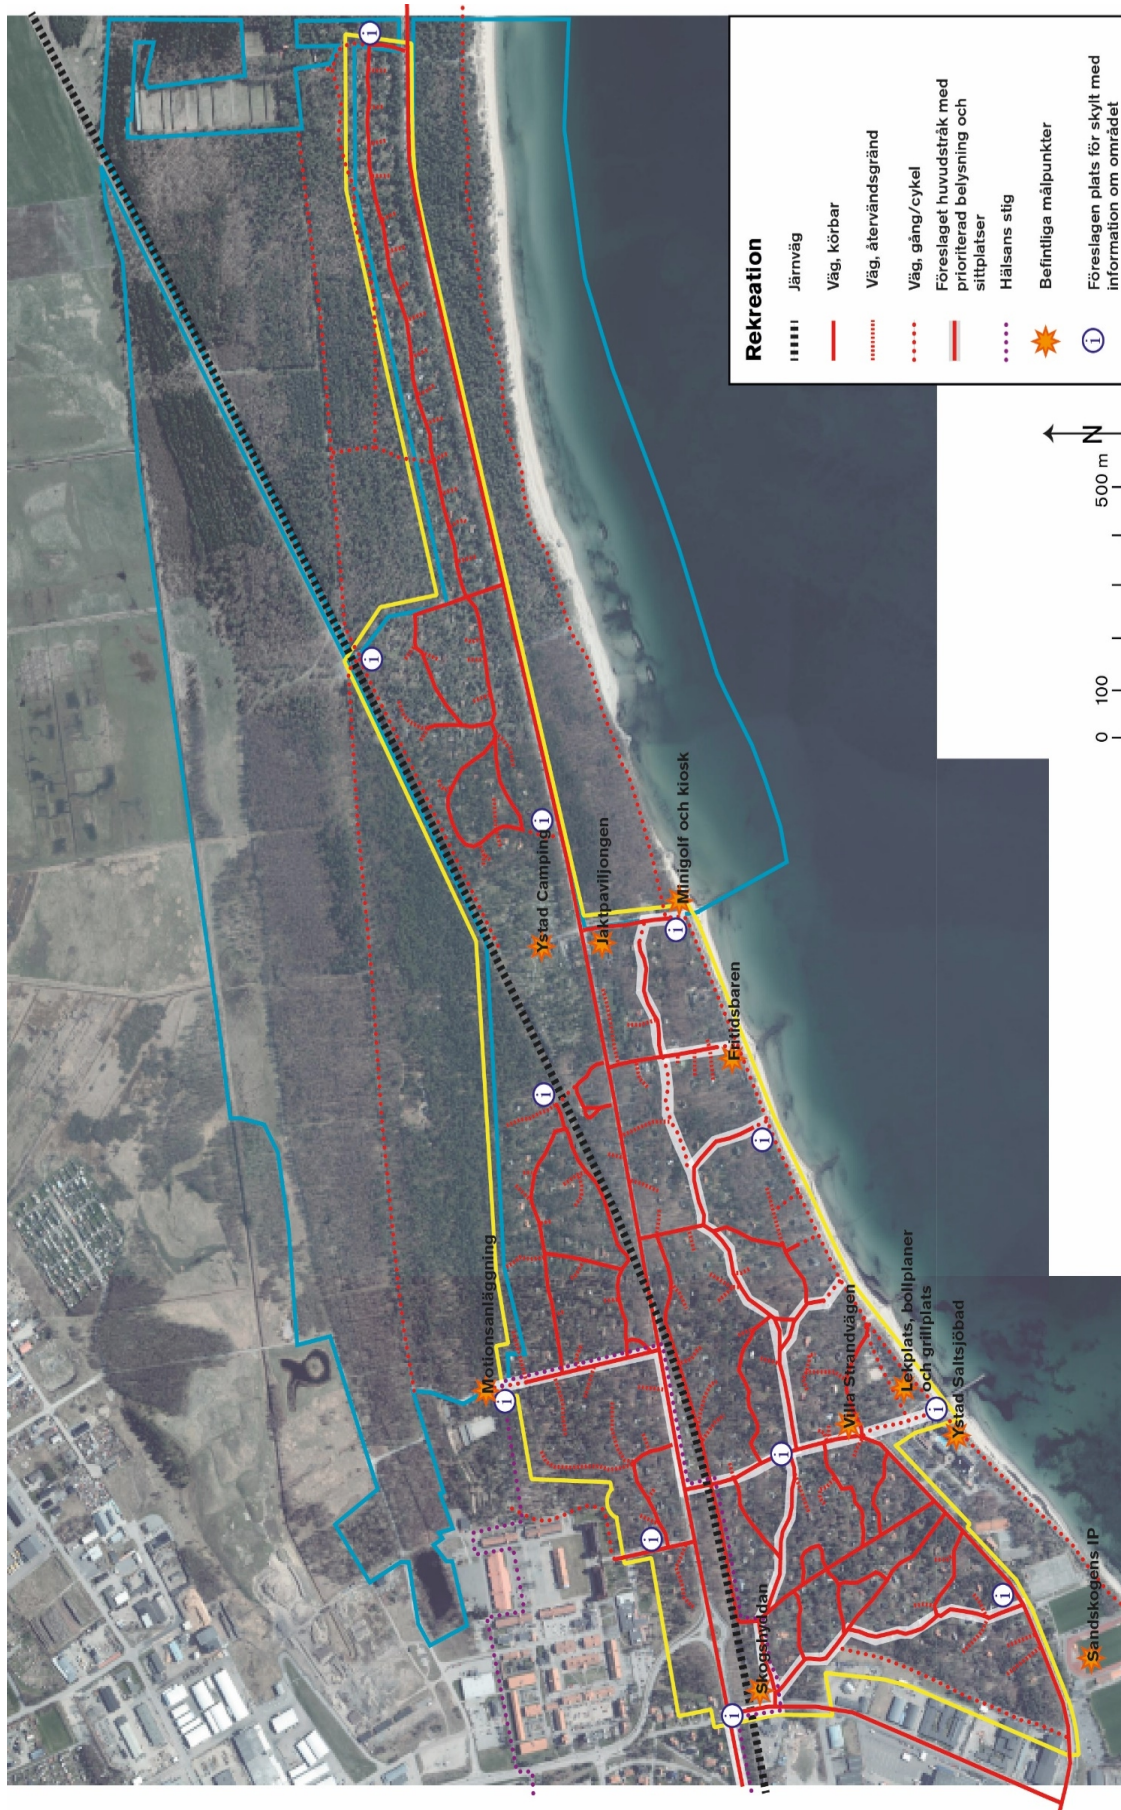 Rekreation
Järnväg
Väg, körbar
Väg, återvändsgränd
Väg, gång/cykel
Föreslaget huvudstråk med
prioriterad belysning och
sittplatser
Hälsans stig
Befintliga målpunkter
i
Föreslagen plats för skylt med
information om området
0
100
500 m
N
Motionsanläggning
Ystad Camping
Jaktpaviljongen
Minigolf och kiosk
Fritidsbaren
Villa Strandvägen
Lekplats, bollplaner
och grillplats
Ystad Saltsjöbad
Skogshyddan
Sandskogens IP
i
i
i
i
i
i
i
i
i
i
i
i